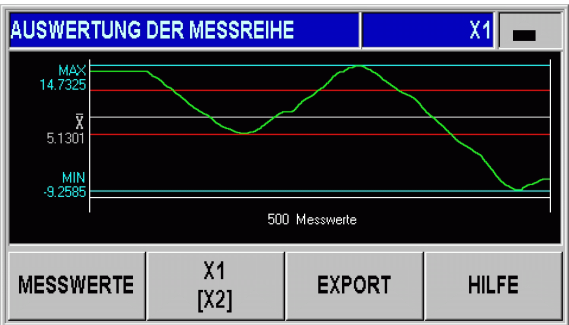 AUSWERTUNG DER MESSREIHE
X1
MAX
14.7325
X̅
5.1301
MIN
-9.2585
500 Messwerte
MESSWERTE
X1
[X2]
EXPORT
HILFE